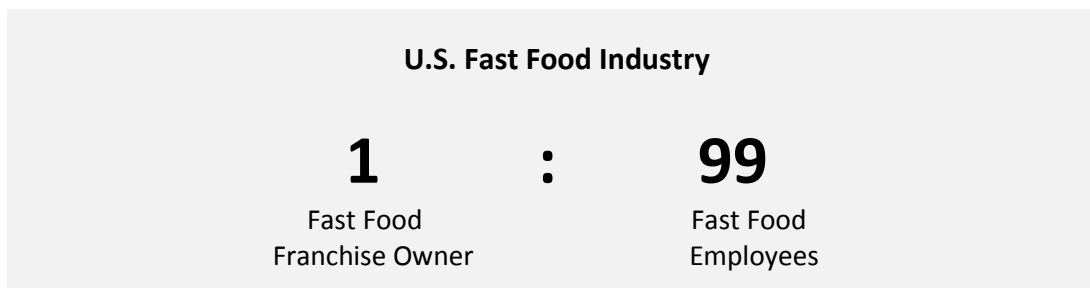 U.S. Fast Food Industry
1 : 99
Fast Food Fast Food
Franchise Owner Employees